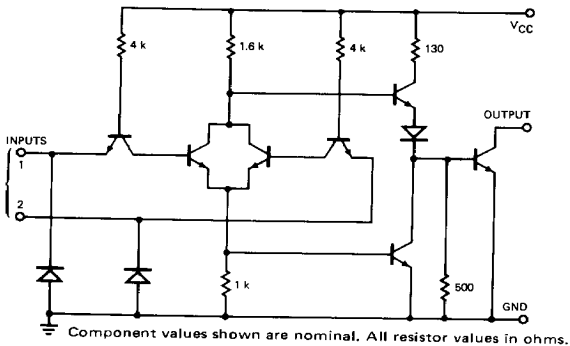 VCC
4 k
1.6 k
4 k
130
OUTPUT
INPUTS
1
2
1 k
500
GND
Component values shown are nominal. All resistor values in ohms.